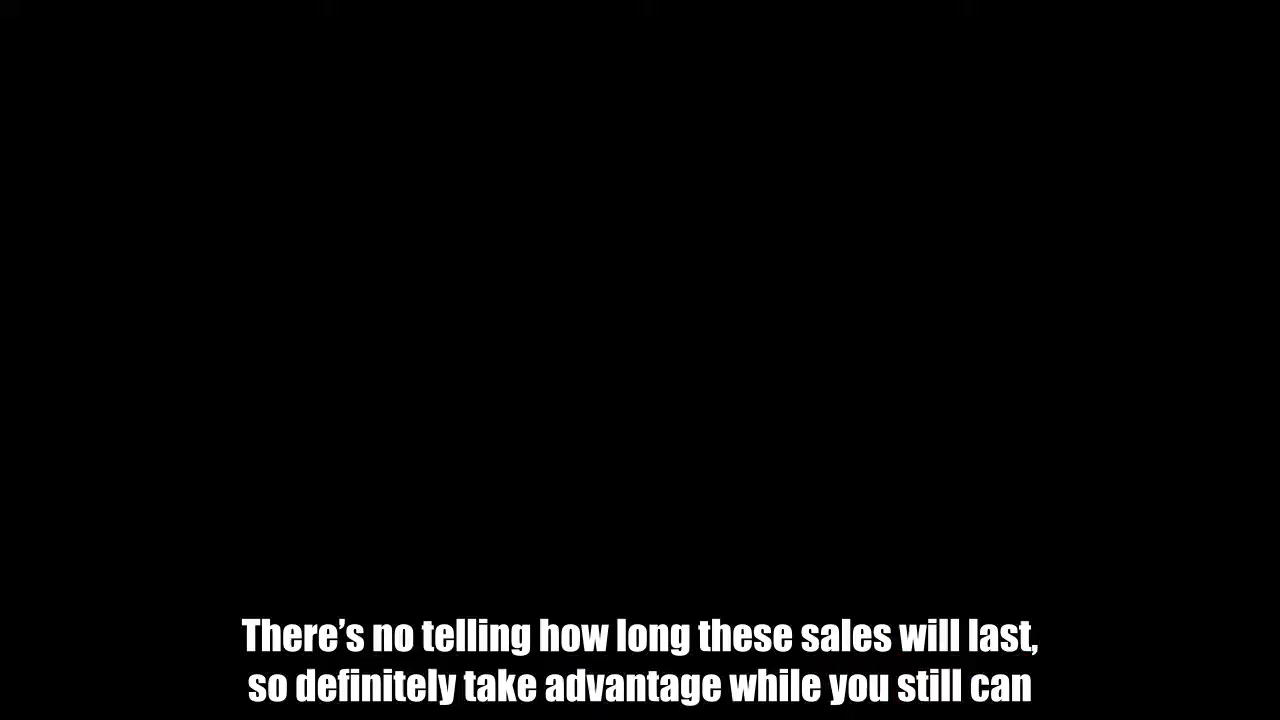 There’s no telling how long these sales will last,
so definitely take advantage while you still can